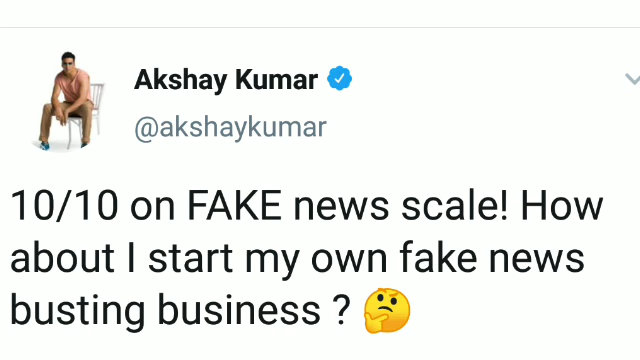 Akshay Kumar
@akshaykumar
10/10 on FAKE news scale! How
about I start my own fake news
busting business ? 🤔